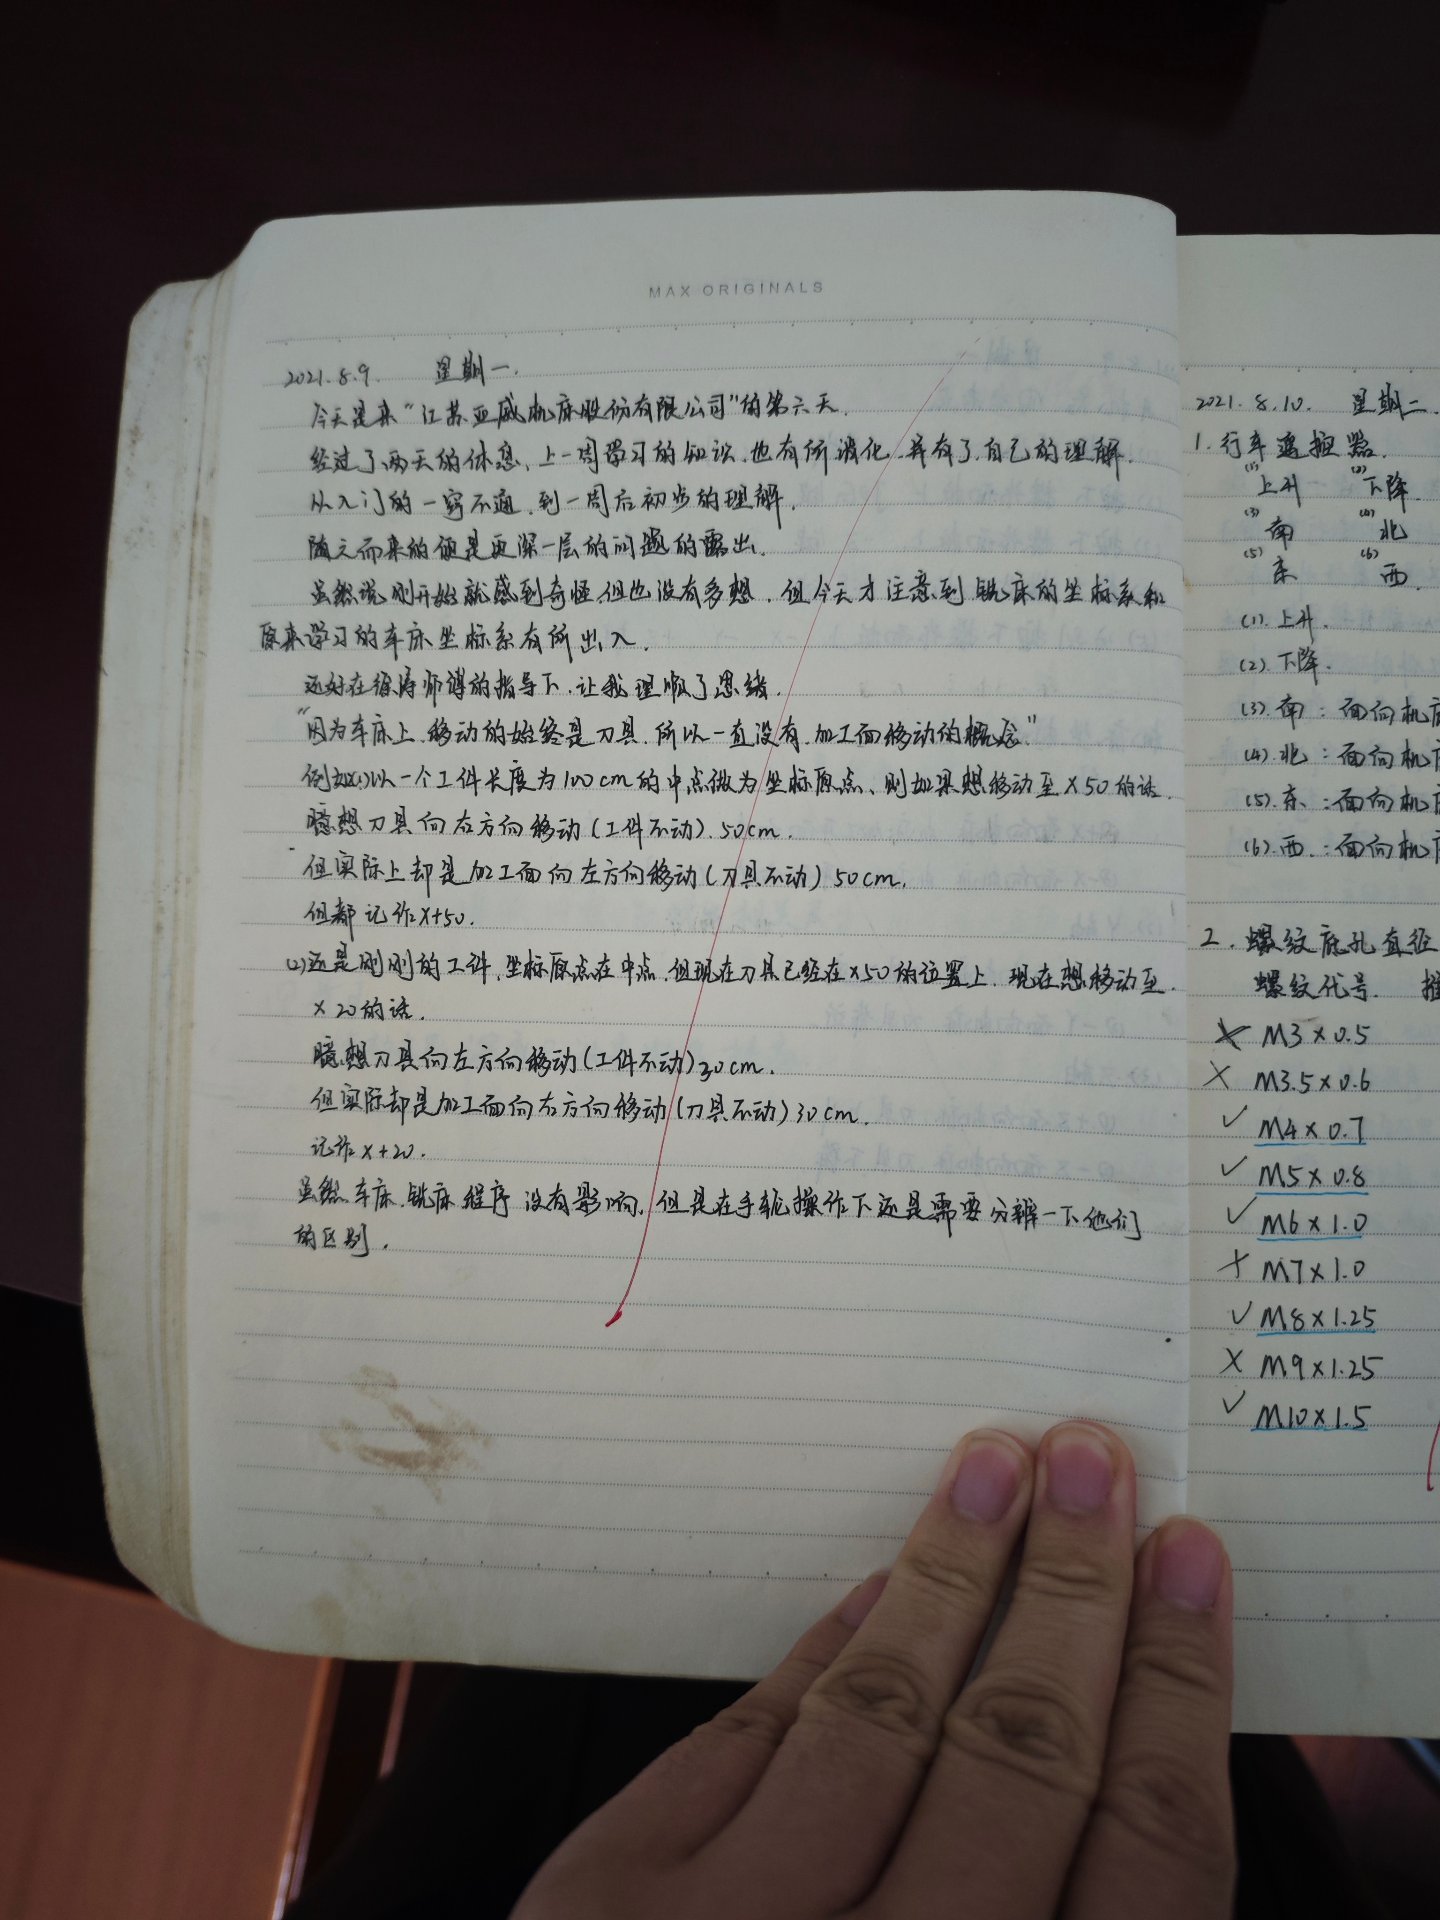 MAX ORIGINALS
2021.8.9. 星期一.
今天是来“江苏亚威机床股份有限公司”的第六天.
经过了两天的休息,上一周学习的知识,也有所消化,并有了自己的理解.
从入门的一窍不通,到一周后初步的理解.
随之而来的便是更深一层的问题的露出.
虽然说刚开始就感到奇怪,但也没有多想.但今天才注意到铣床的坐标系和
原来学习的车床坐标系有所出入.
还好在徐涛师傅的指导下,让我理顺了思绪.
“因为车床上,移动的始终是刀具,所以一直没有,加工面移动的概念”
例如(1)以一个工件长度为100cm的中点做为坐标原点、则如果想移动至X50的话.
臆想刀具向右方向移动(工件不动).50cm.
但实际上却是加工面向左方向移动(刀具不动)50cm.
但都记作X+50.
(2)还是刚刚的工件,坐标原点在中点,但现在刀具已经在X50的位置上.现在想移动至
X20的话.
臆想刀具向左方向移动(工件不动)30cm.
但实际却是加工面向右方向移动(刀具不动)30cm.
记作X+20.
虽然车床,铣床程序没有影响,但是在手轮操作下还是需要分辨一下他们
的区别.
2021.8.10. 星期二.
1.行车遥控器.
(1)上升 (2)下降.
(3)南 (4)北
(5)东 (6)西.
(1).上升.
(2).下降.
(3).南:面向机床
(4).北:面向机床
(5).东:面向机床
(6).西.:面向机床
2.螺纹底孔直径
螺纹代号.
× M3×0.5
× M3.5×0.6
✓ M4×0.7
✓ M5×0.8
✓ M6×1.0
× M7×1.0
✓ M8×1.25
× M9×1.25
✓ M10×1.5